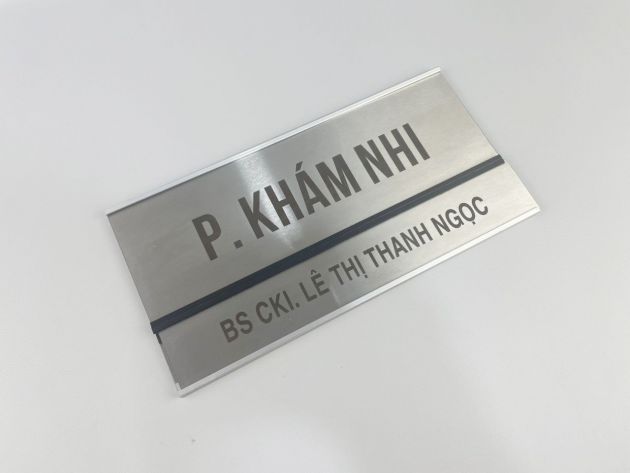 P. KHÁM NHI
BS CKI. LÊ THỊ THANH NGỌC